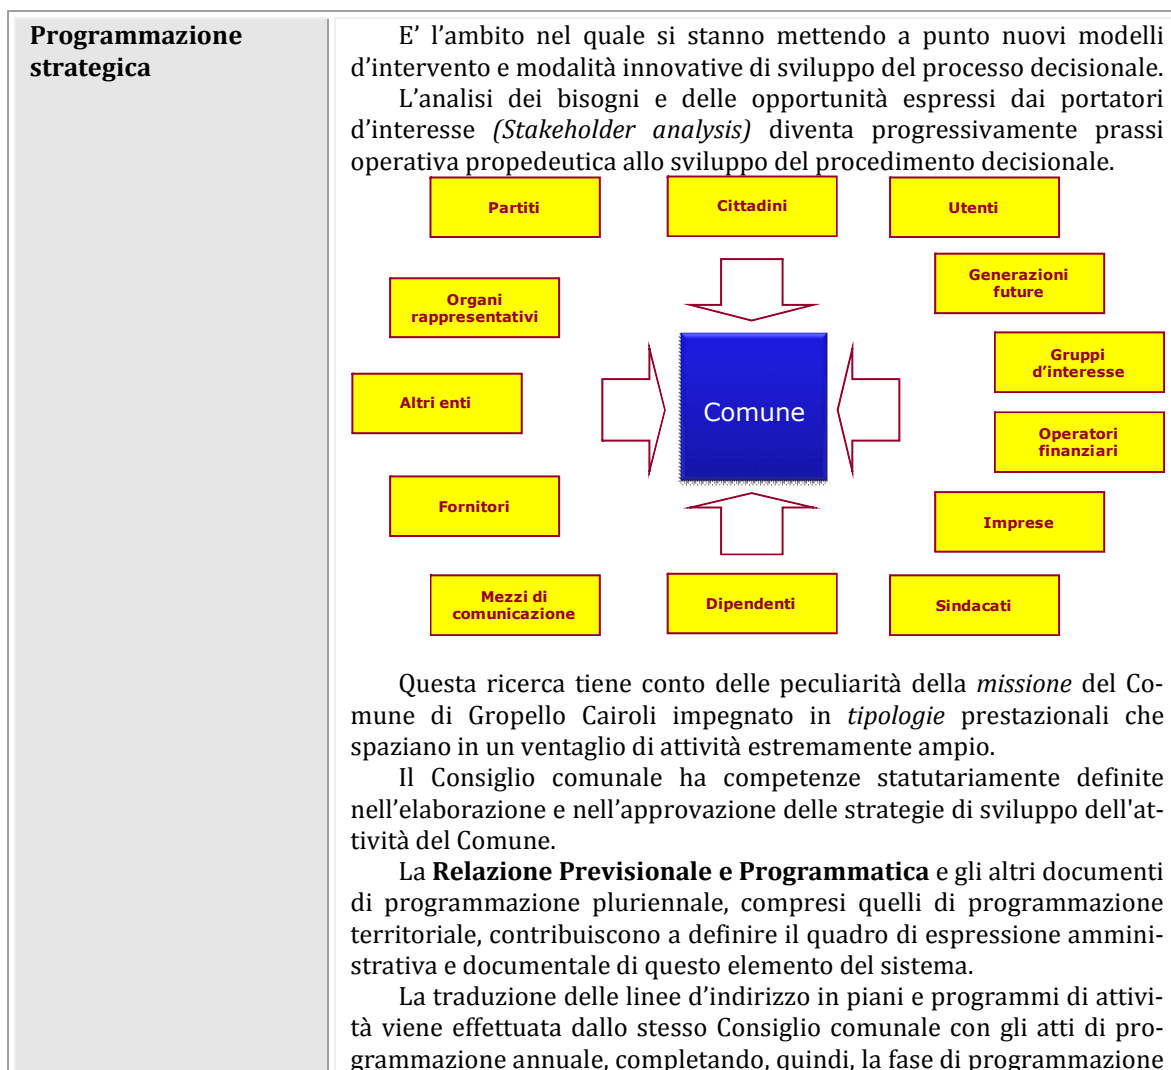 Programmazione
strategica
E’ l’ambito nel quale si stanno mettendo a punto nuovi modelli
d’intervento e modalità innovative di sviluppo del processo decisionale.
L’analisi dei bisogni e delle opportunità espressi dai portatori
d’interesse (Stakeholder analysis) diventa progressivamente prassi
operativa propedeutica allo sviluppo del procedimento decisionale.
Partiti
Cittadini
Utenti
Generazioni
future
Organi
rappresentativi
Gruppi
d’interesse
Altri enti
Comune
Operatori
finanziari
Fornitori
Imprese
Mezzi di
comunicazione
Dipendenti
Sindacati
Questa ricerca tiene conto delle peculiarità della missione del Co-
mune di Gropello Cairoli impegnato in tipologie prestazionali che
spaziano in un ventaglio di attività estremamente ampio.
Il Consiglio comunale ha competenze statutariamente definite
nell’elaborazione e nell’approvazione delle strategie di sviluppo dell'at-
tività del Comune.
La Relazione Previsionale e Programmatica e gli altri documenti
di programmazione pluriennale, compresi quelli di programmazione
territoriale, contribuiscono a definire il quadro di espressione ammini-
strativa e documentale di questo elemento del sistema.
La traduzione delle linee d’indirizzo in piani e programmi di attivi-
tà viene effettuata dallo stesso Consiglio comunale con gli atti di pro-
grammazione annuale, completando, quindi, la fase di programmazione